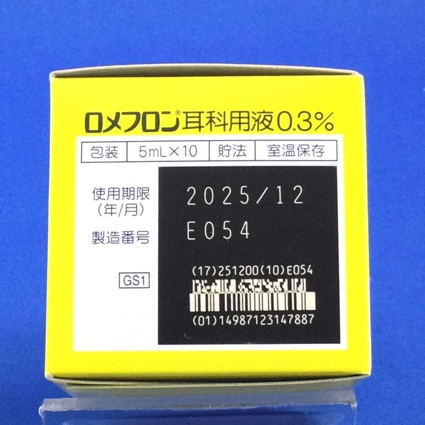 ロメフロン®耳科用液0.3%
包装 5mL×10 貯法 室温保存
使用期限 2025/12
(年/月)
製造番号 E054
(17)251200(10)E054
GS1
(01)14987123147887